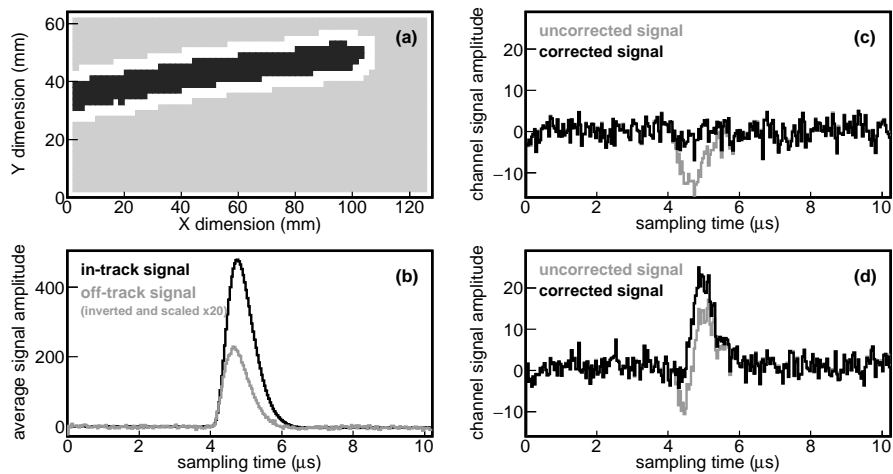 60
40
20
0
Y dimension (mm)
(a)
0 20 40 60 80 100 120
X dimension (mm)
20
10
0
−10
channel signal amplitude
uncorrected signal
corrected signal
(c)
0 2 4 6 8 10
sampling time (μs)
400
200
0
average signal amplitude
in-track signal
off-track signal
(inverted and scaled x20)
(b)
0 2 4 6 8 10
sampling time (μs)
20
10
0
−10
channel signal amplitude
uncorrected signal
corrected signal
(d)
0 2 4 6 8 10
sampling time (μs)